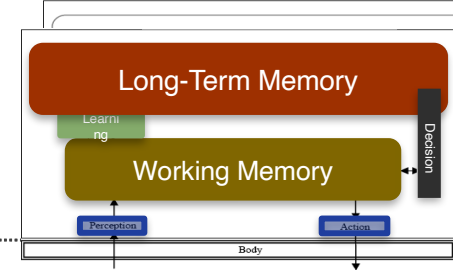 Long-Term Memory
Learni
ng
Decision
Working Memory
Perception
Action
Body